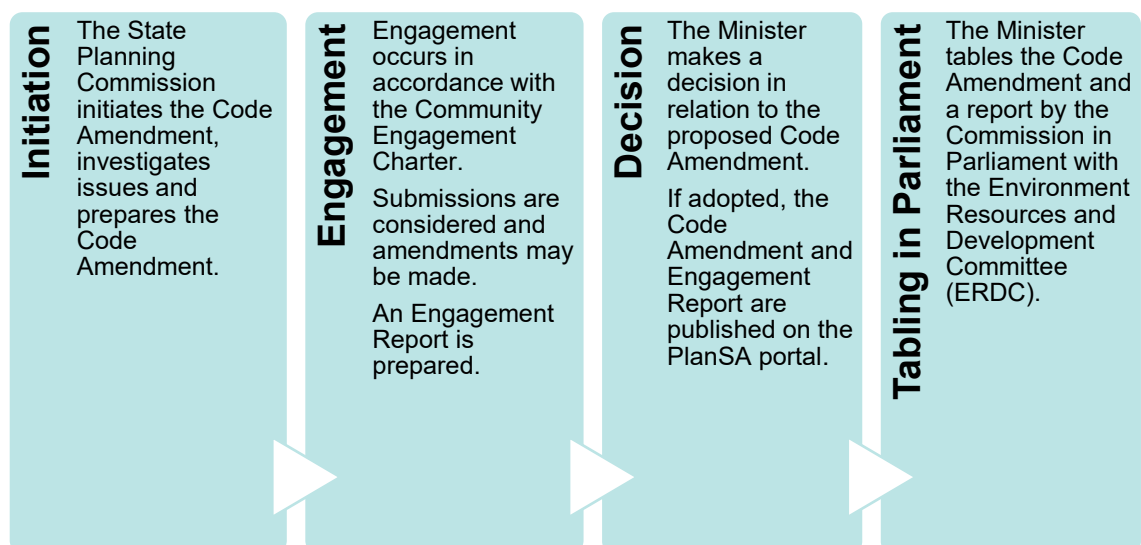 Initiation
The State
Planning
Commission
initiates the Code
Amendment,
investigates
issues and
prepares the
Code
Amendment.
Engagement
Engagement
occurs in
accordance with
the Community
Engagement
Charter.
Submissions are
considered and
amendments may
be made.
An Engagement
Report is
prepared.
Decision
The Minister
makes a
decision in
relation to the
proposed Code
Amendment.
If adopted, the
Code
Amendment and
Engagement
Report are
published on the
PlanSA portal.
Tabling in Parliament
The Minister
tables the Code
Amendment and
a report by the
Commission in
Parliament with
the Environment
Resources and
Development
Committee
(ERDC).